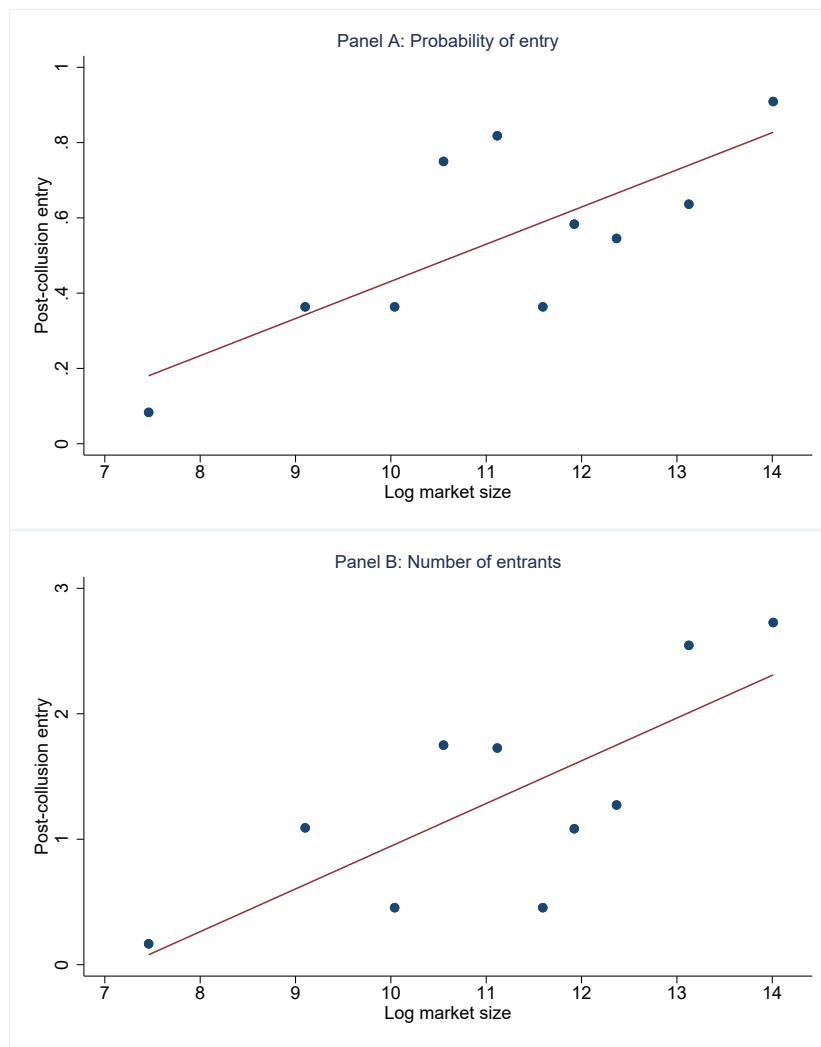 Panel A: Probability of entry
Post-collusion entry
1
.8
.6
.4
.2
0
7 8 9 10 11 12 13 14
Log market size
Panel B: Number of entrants
Post-collusion entry
3
2
1
0
7 8 9 10 11 12 13 14
Log market size